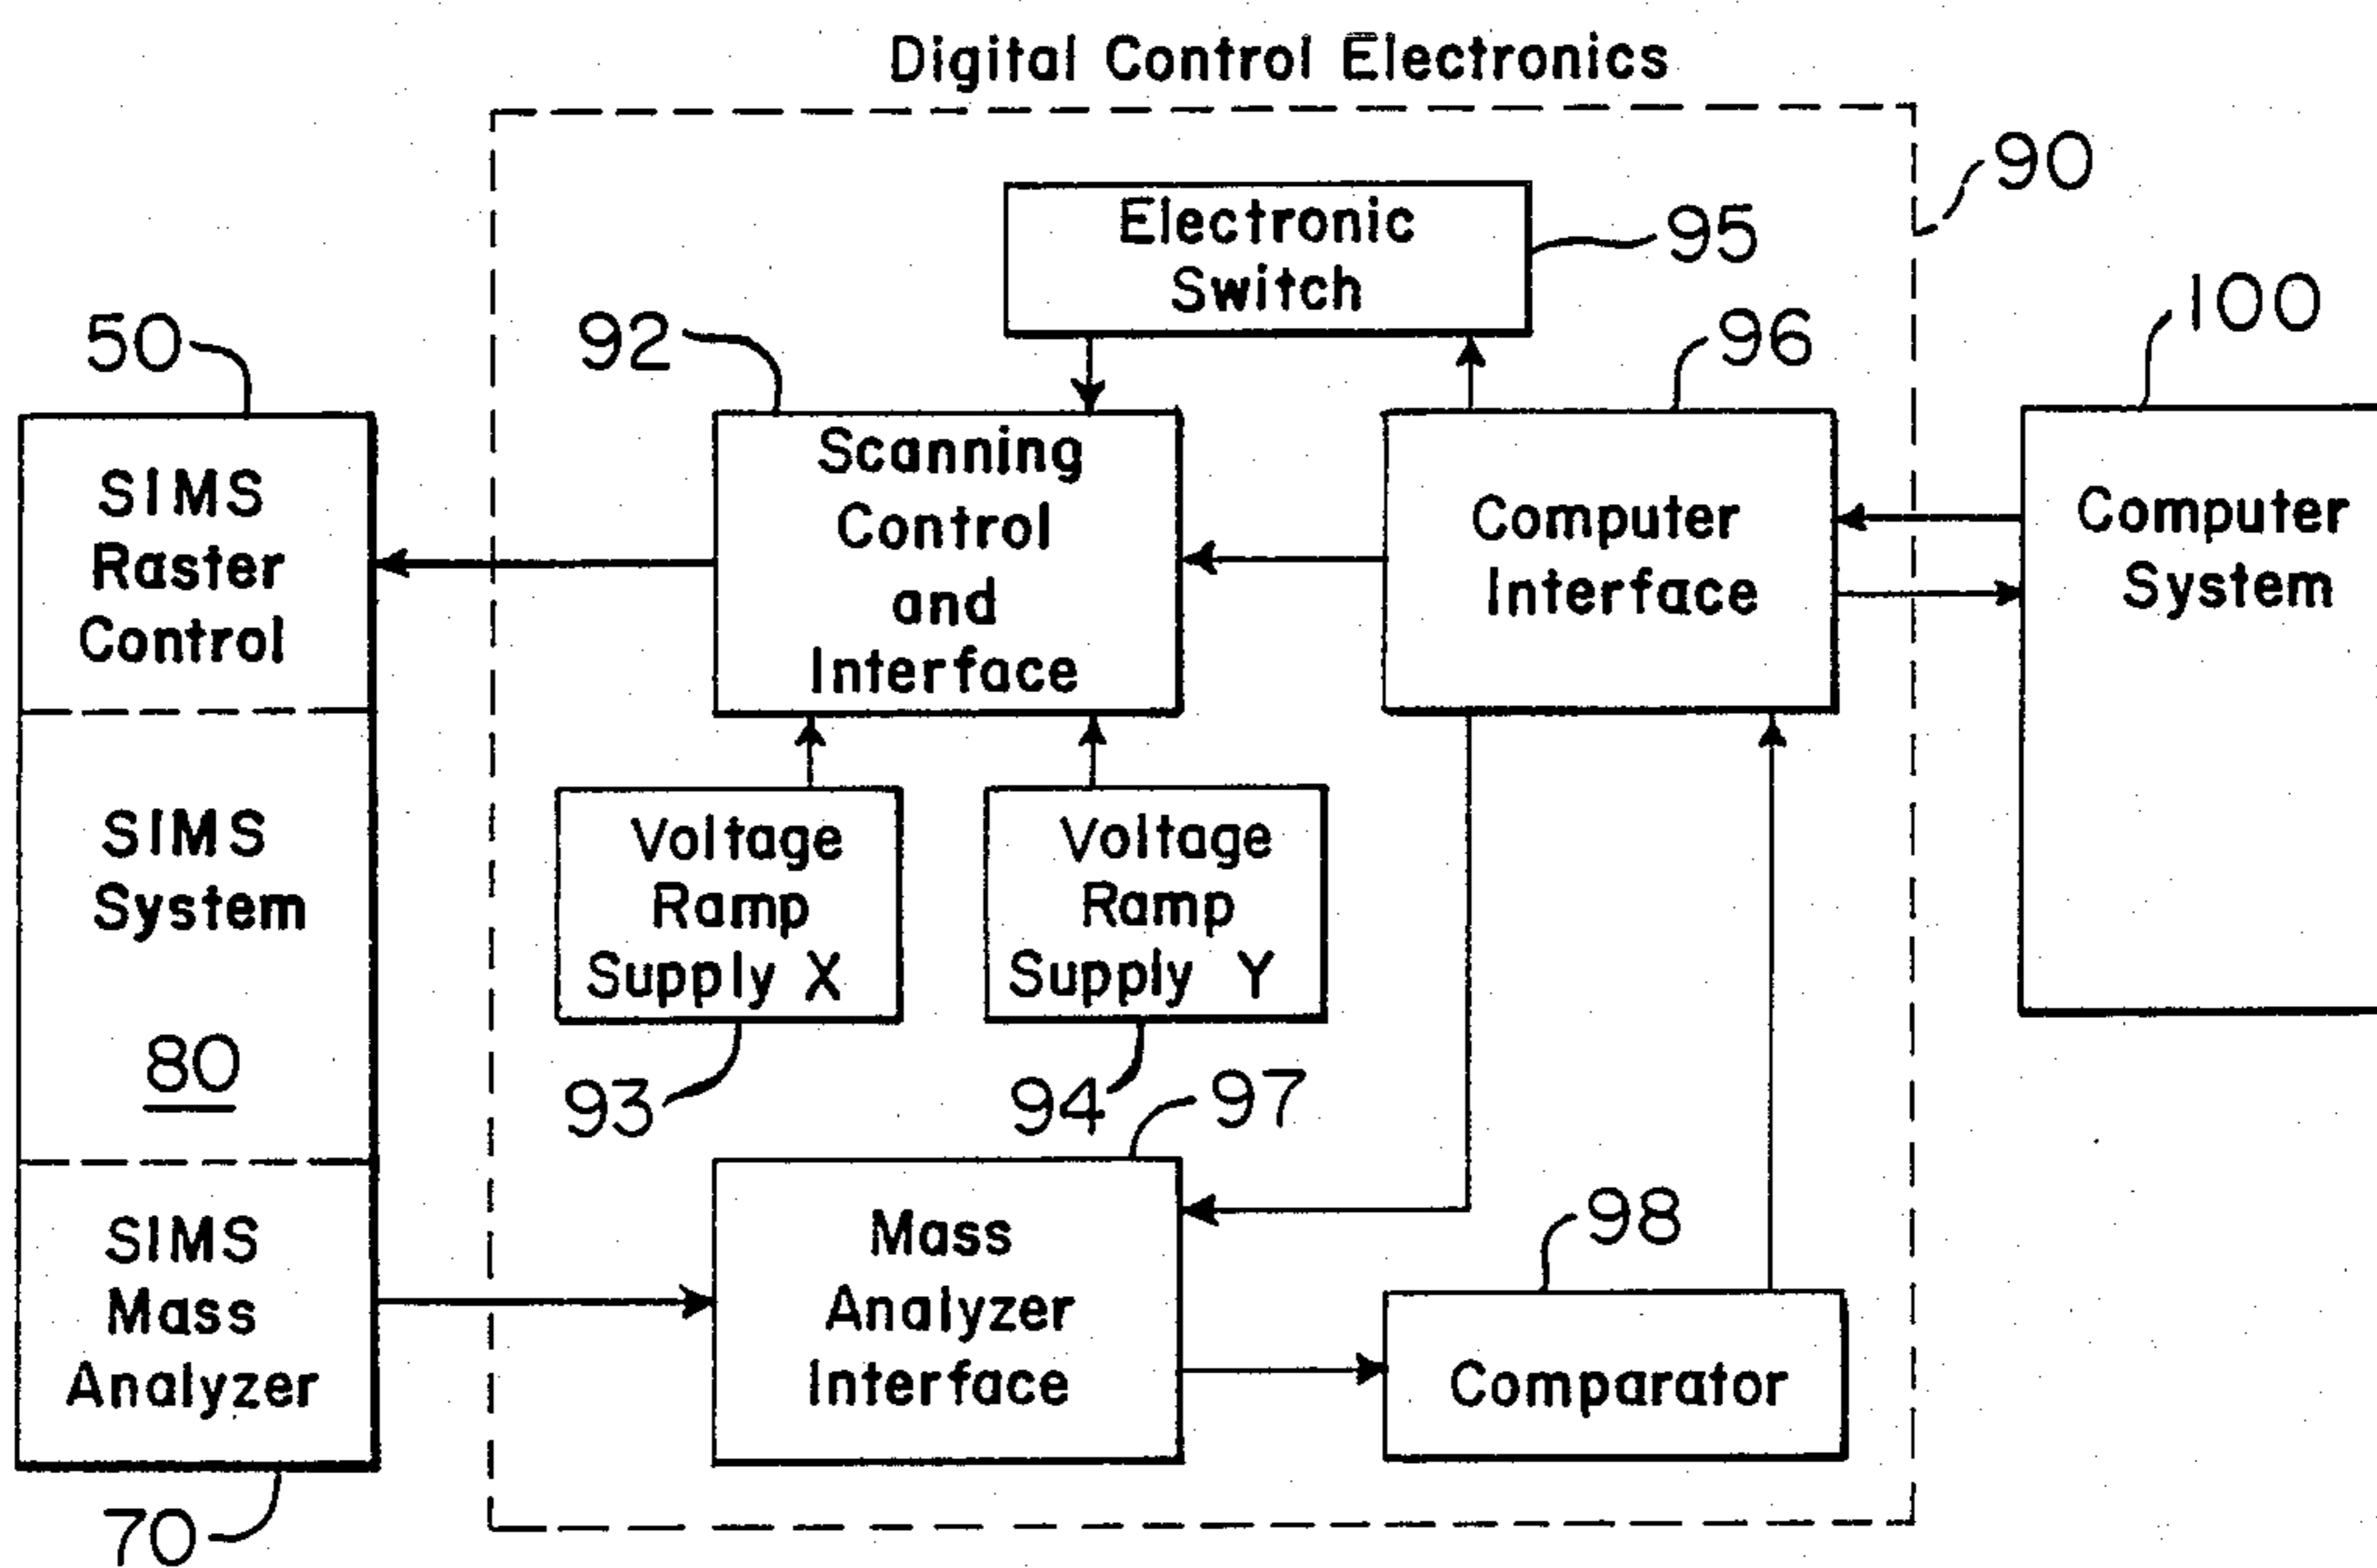 Digital Control Electronics
90
Electronic
Switch
95
50
92
96
100
SIMS
Raster
Control
Scanning
Control
and
Interface
Computer
Interface
Computer
System
SIMS
System
80
Voltage
Ramp
Supply X
Voltage
Ramp
Supply Y
93
94
97
SIMS
Mass
Analyzer
Mass
Analyzer
Interface
98
Comparator
70